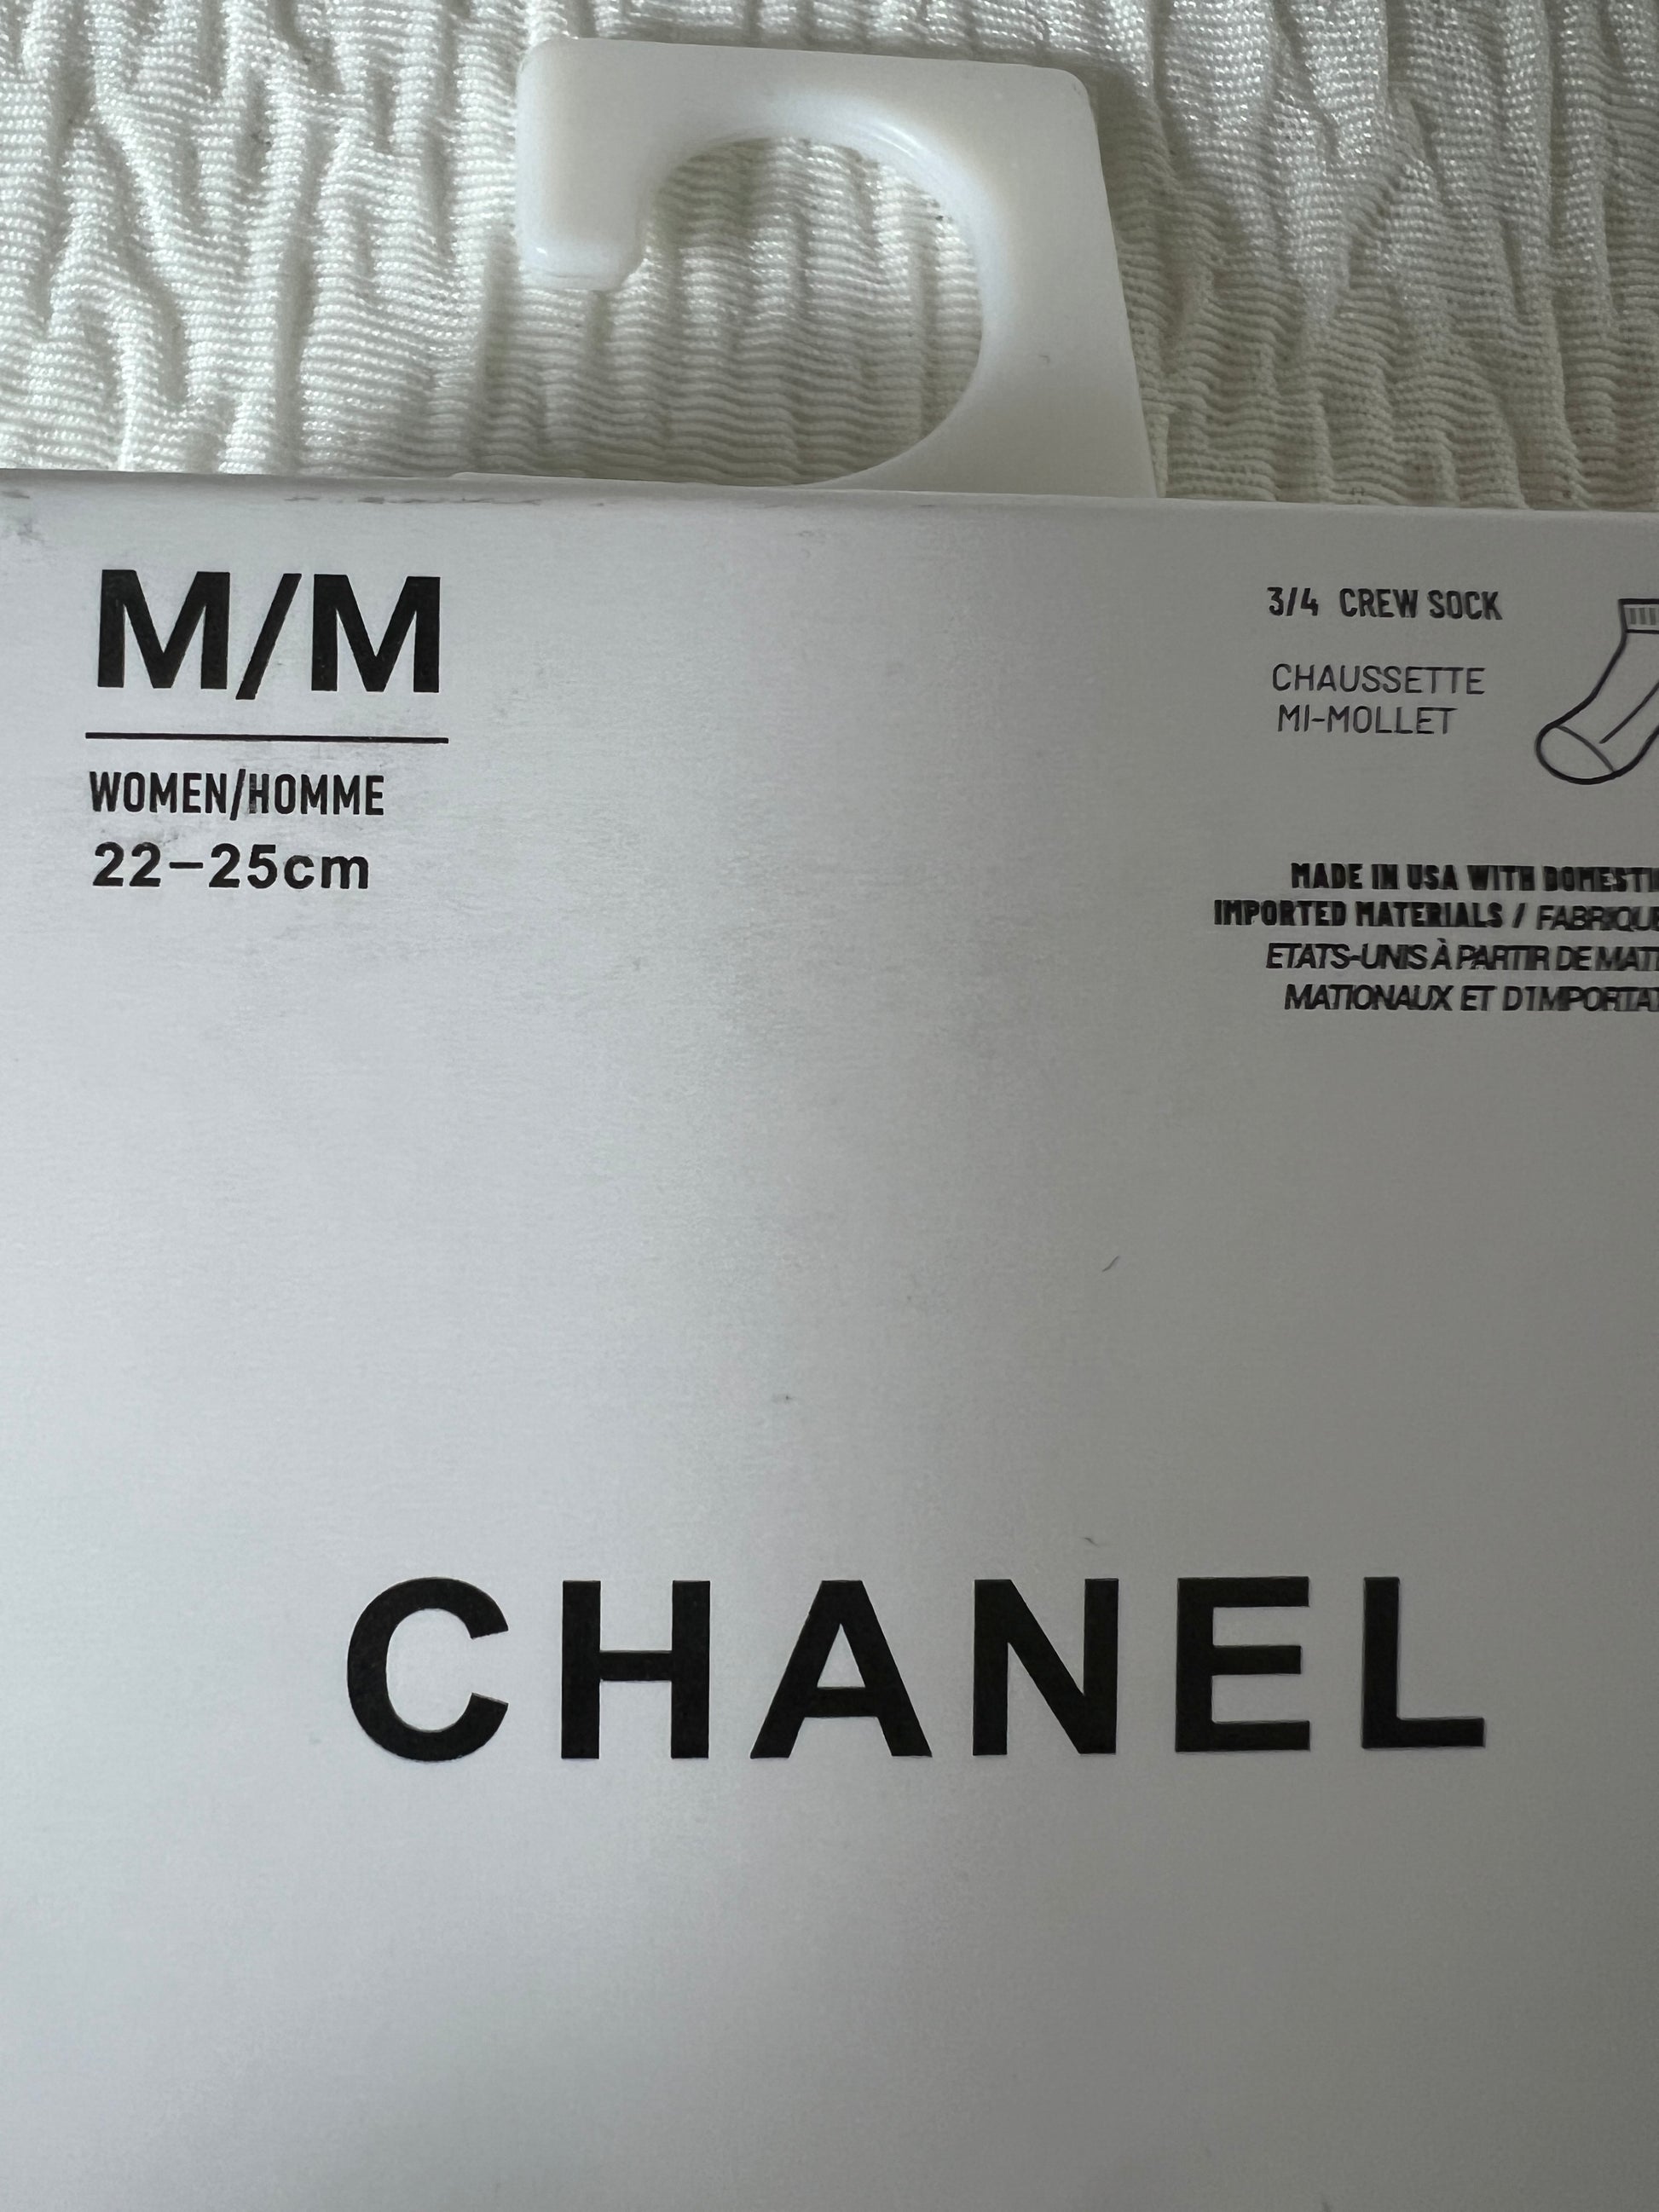 M/M
WOMEN/HOMME
22-25cm
3/4 CREW SOCK
CHAUSSETTE
MI-MOLLET
MADE IN USA WITH
IMPORTED MATERIALS /
ETATS-UNIS À PARTIR DE
MATIONAUX ET
CHANEL